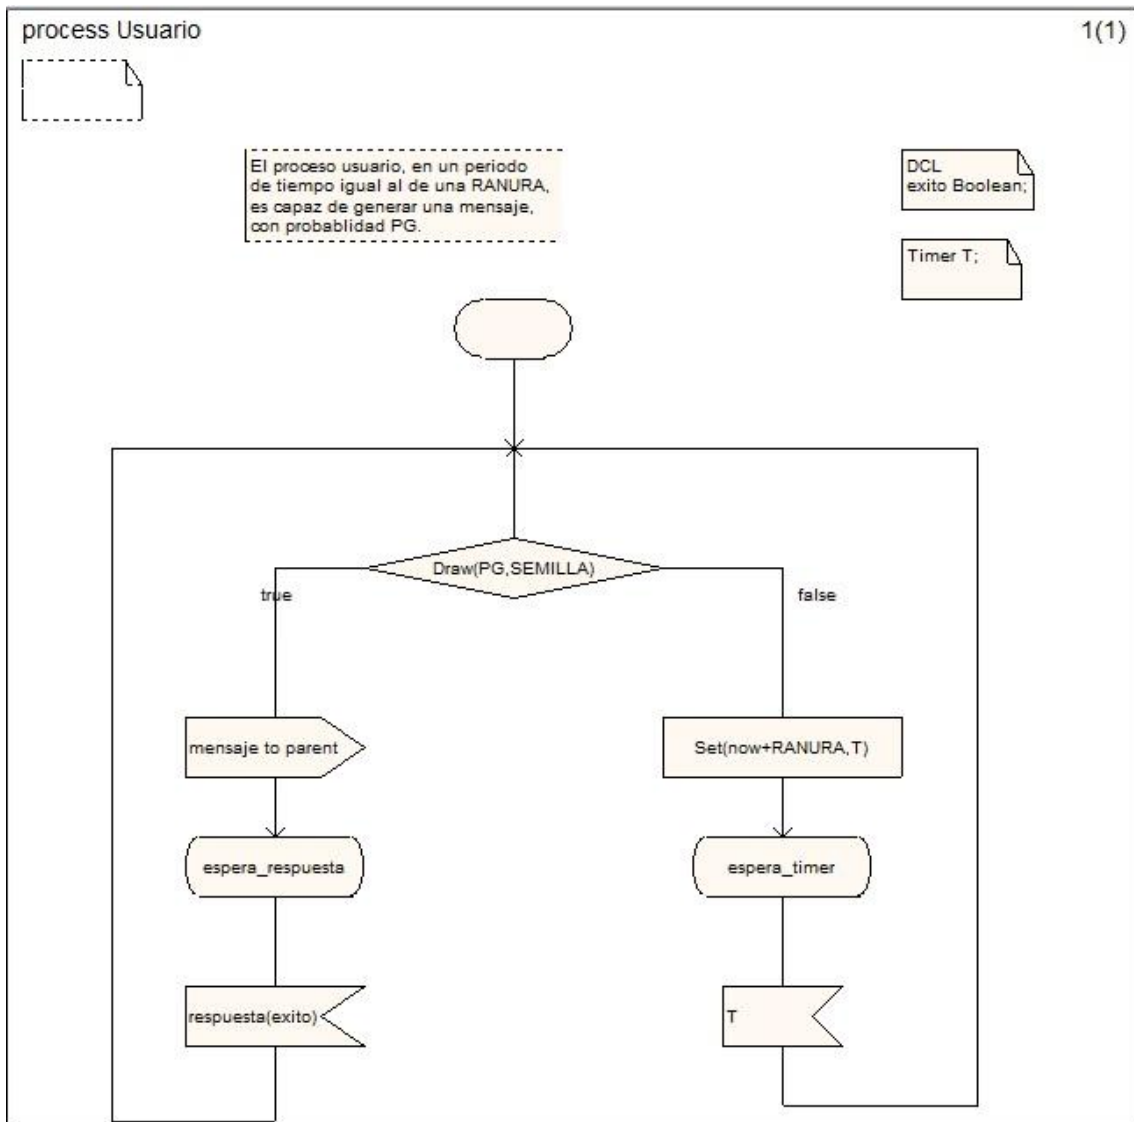 process Usuario
1(1)
El proceso usuario, en un periodo
de tiempo igual al de una RANURA,
es capaz de generar una mensaje,
con probablidad PG.
DCL
exito Boolean;
Timer T;
Draw(PG,SEMILLA)
true
false
mensaje to parent
Set(now+RANURA,T)
espera_respuesta
espera_timer
respuesta(exito)
T